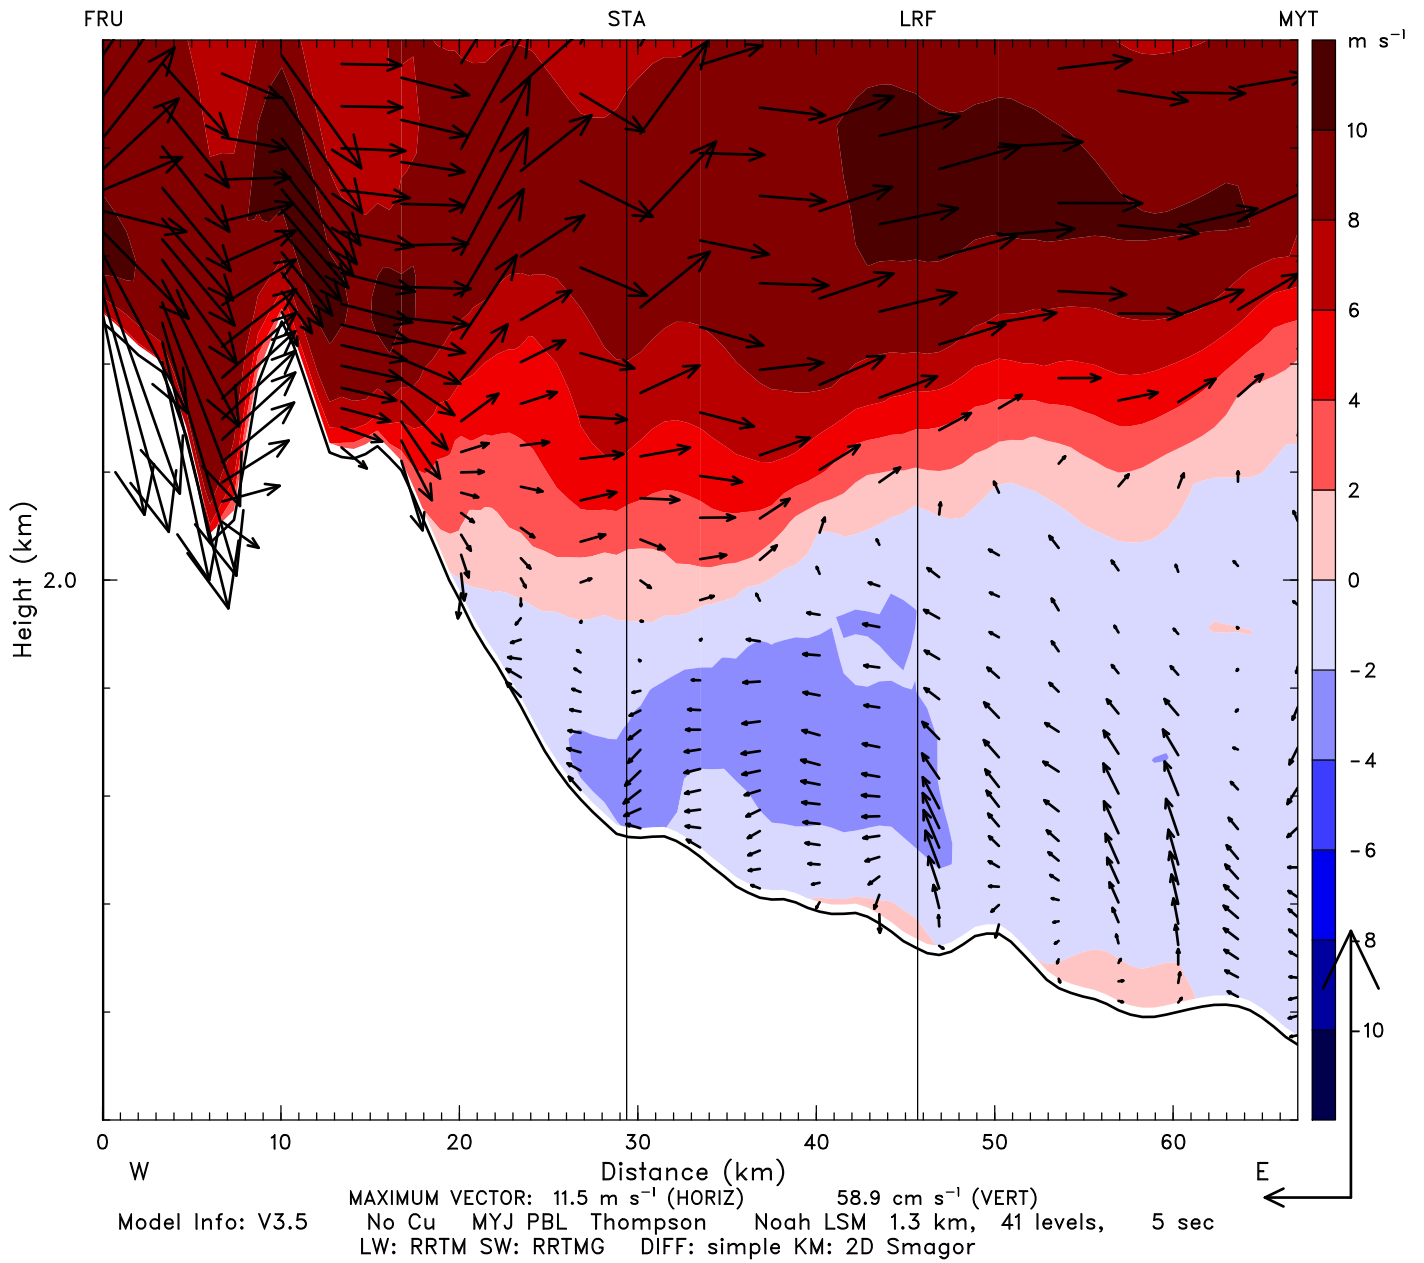 FRU STA LRF MYT
m s⁻¹
10
8
6
4
2
0
-2
-4
-6
-8
-10
Height (km)
2.0
0 10 20 30 40 50 60
W Distance (km) E
MAXIMUM VECTOR: 11.5 m s⁻¹ (HORIZ) 58.9 cm s⁻¹ (VERT)
Model Info: V3.5 No Cu MYJ PBL Thompson Noah LSM 1.3 km, 41 levels, 5 sec
LW: RRTM SW: RRTMG DIFF: simple KM: 2D Smagor